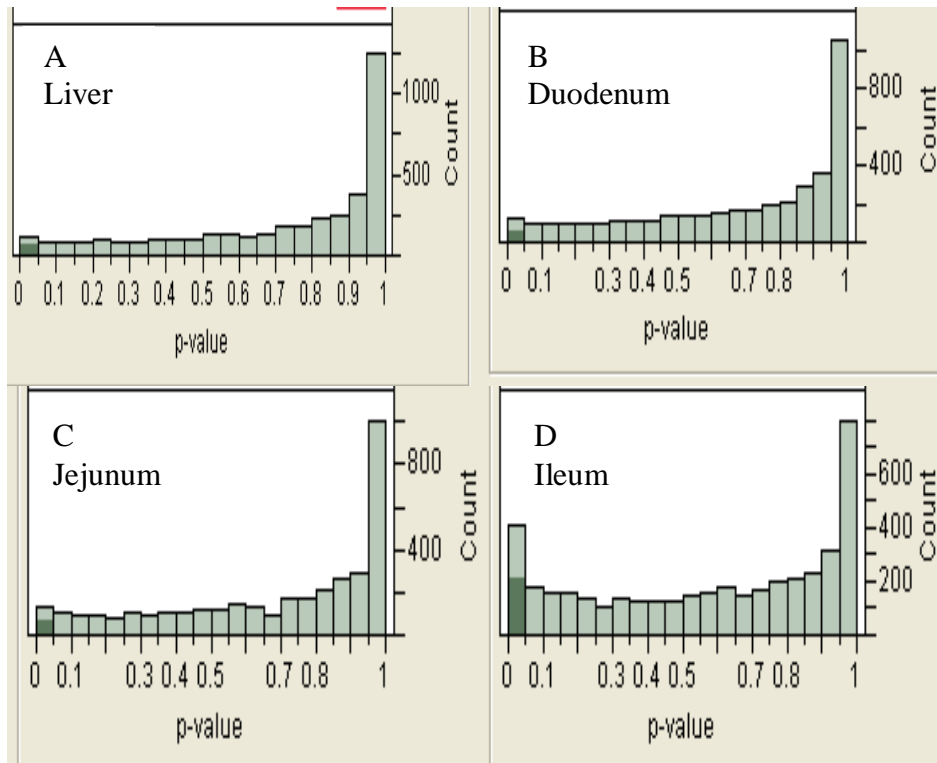 A
Liver
1000
500
Count
0 0.1 0.2 0.3 0.4 0.5 0.6 0.7 0.8 0.9 1
p-value
B
Duodenum
800
400
Count
0 0.1 0.3 0.4 0.5 0.7 0.8 1
p-value
C
Jejunum
800
400
Count
0 0.1 0.3 0.4 0.5 0.7 0.8 1
p-value
D
Ileum
600
400
200
Count
0 0.1 0.3 0.4 0.5 0.7 0.8 1
p-value